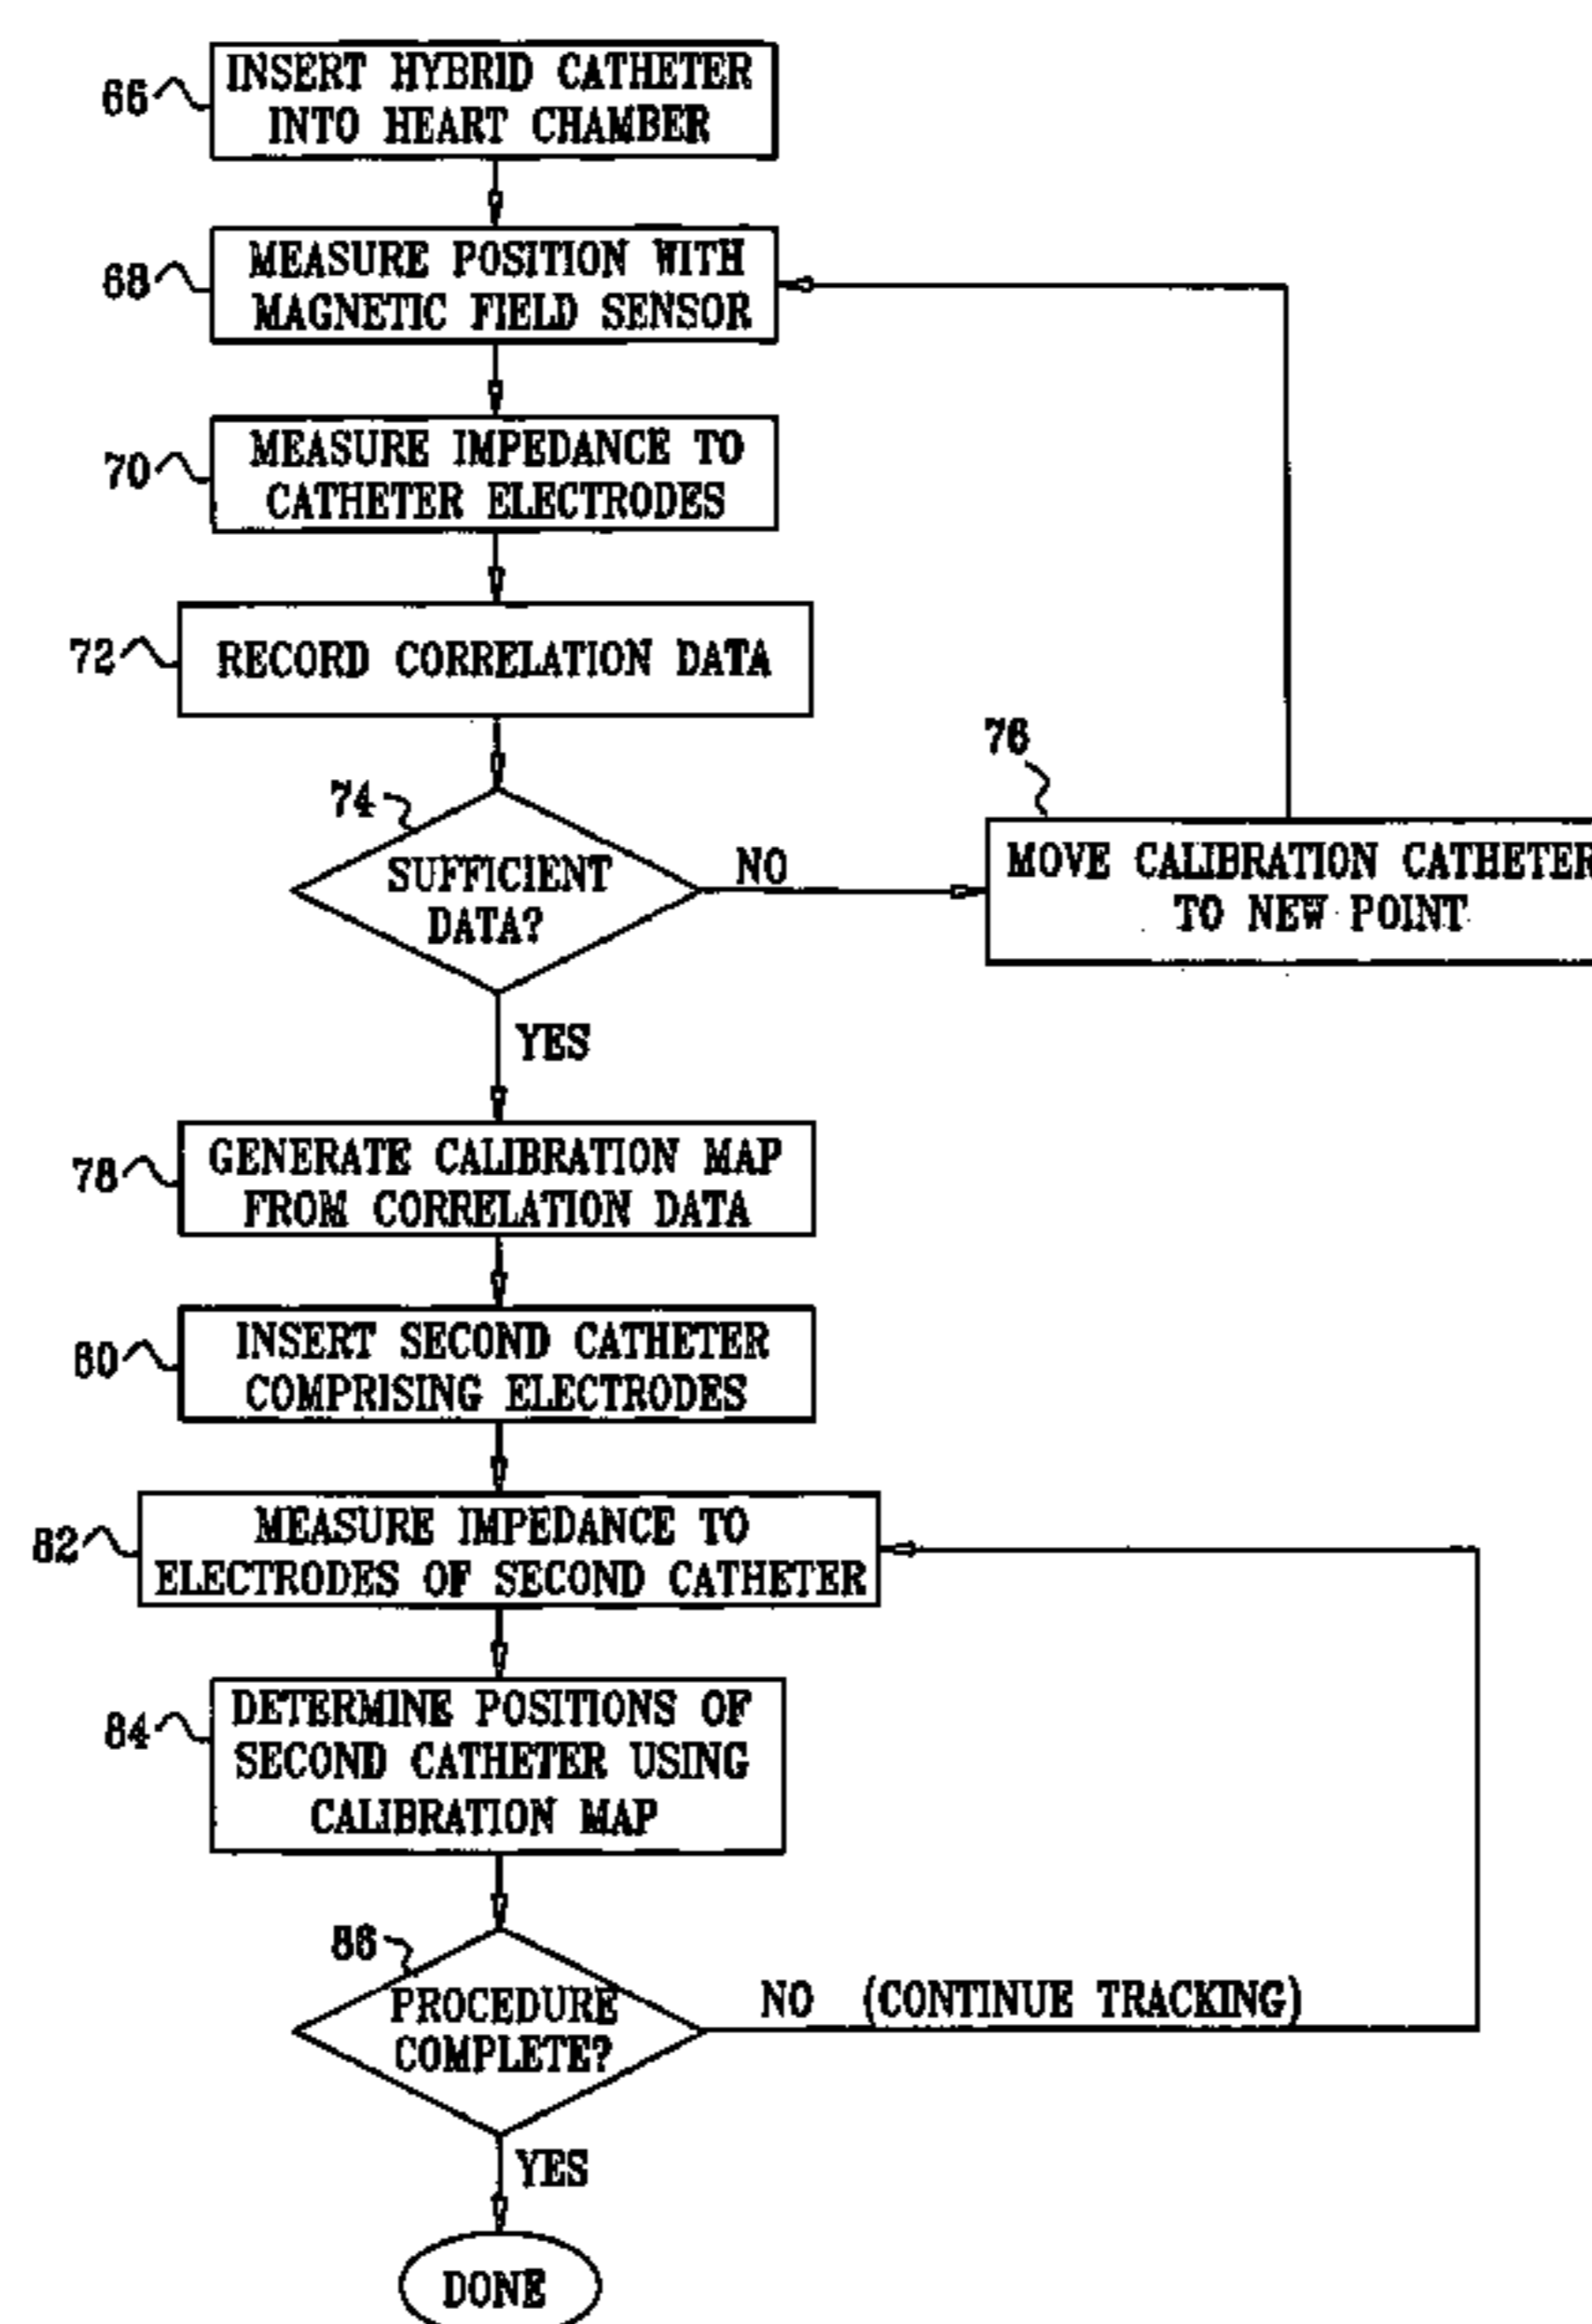 66
INSERT HYBRID CATHETER
INTO HEART CHAMBER
68
MEASURE POSITION WITH
MAGNETIC FIELD SENSOR
70
MEASURE IMPEDANCE TO
CATHETER ELECTRODES
72
RECORD CORRELATION DATA
74
SUFFICIENT
DATA?
NO
76
MOVE CALIBRATION CATHETER
TO NEW POINT
YES
78
GENERATE CALIBRATION MAP
FROM CORRELATION DATA
80
INSERT SECOND CATHETER
COMPRISING ELECTRODES
82
MEASURE IMPEDANCE TO
ELECTRODES OF SECOND CATHETER
84
DETERMINE POSITIONS OF
SECOND CATHETER USING
CALIBRATION MAP
86
PROCEDURE
COMPLETE?
NO (CONTINUE TRACKING)
YES
DONE